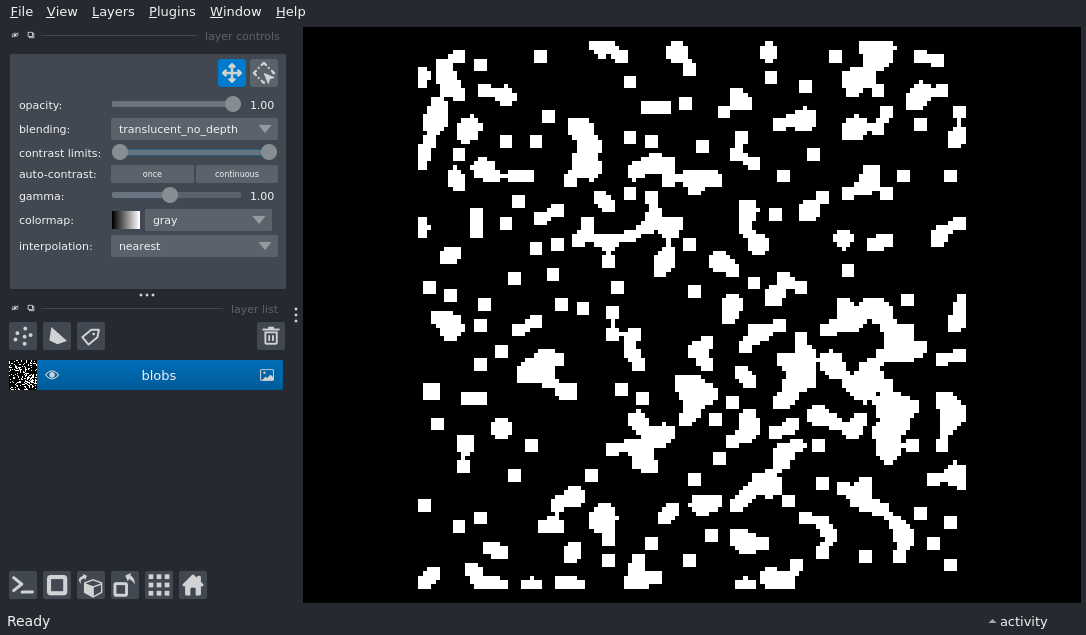 File View Layers Plugins Window Help
layer controls
opacity: 1.00
blending: translucent_no_depth
contrast limits:
auto-contrast: once continuous
gamma: 1.00
colormap: gray
interpolation: nearest
layer list
blobs
Ready
activity